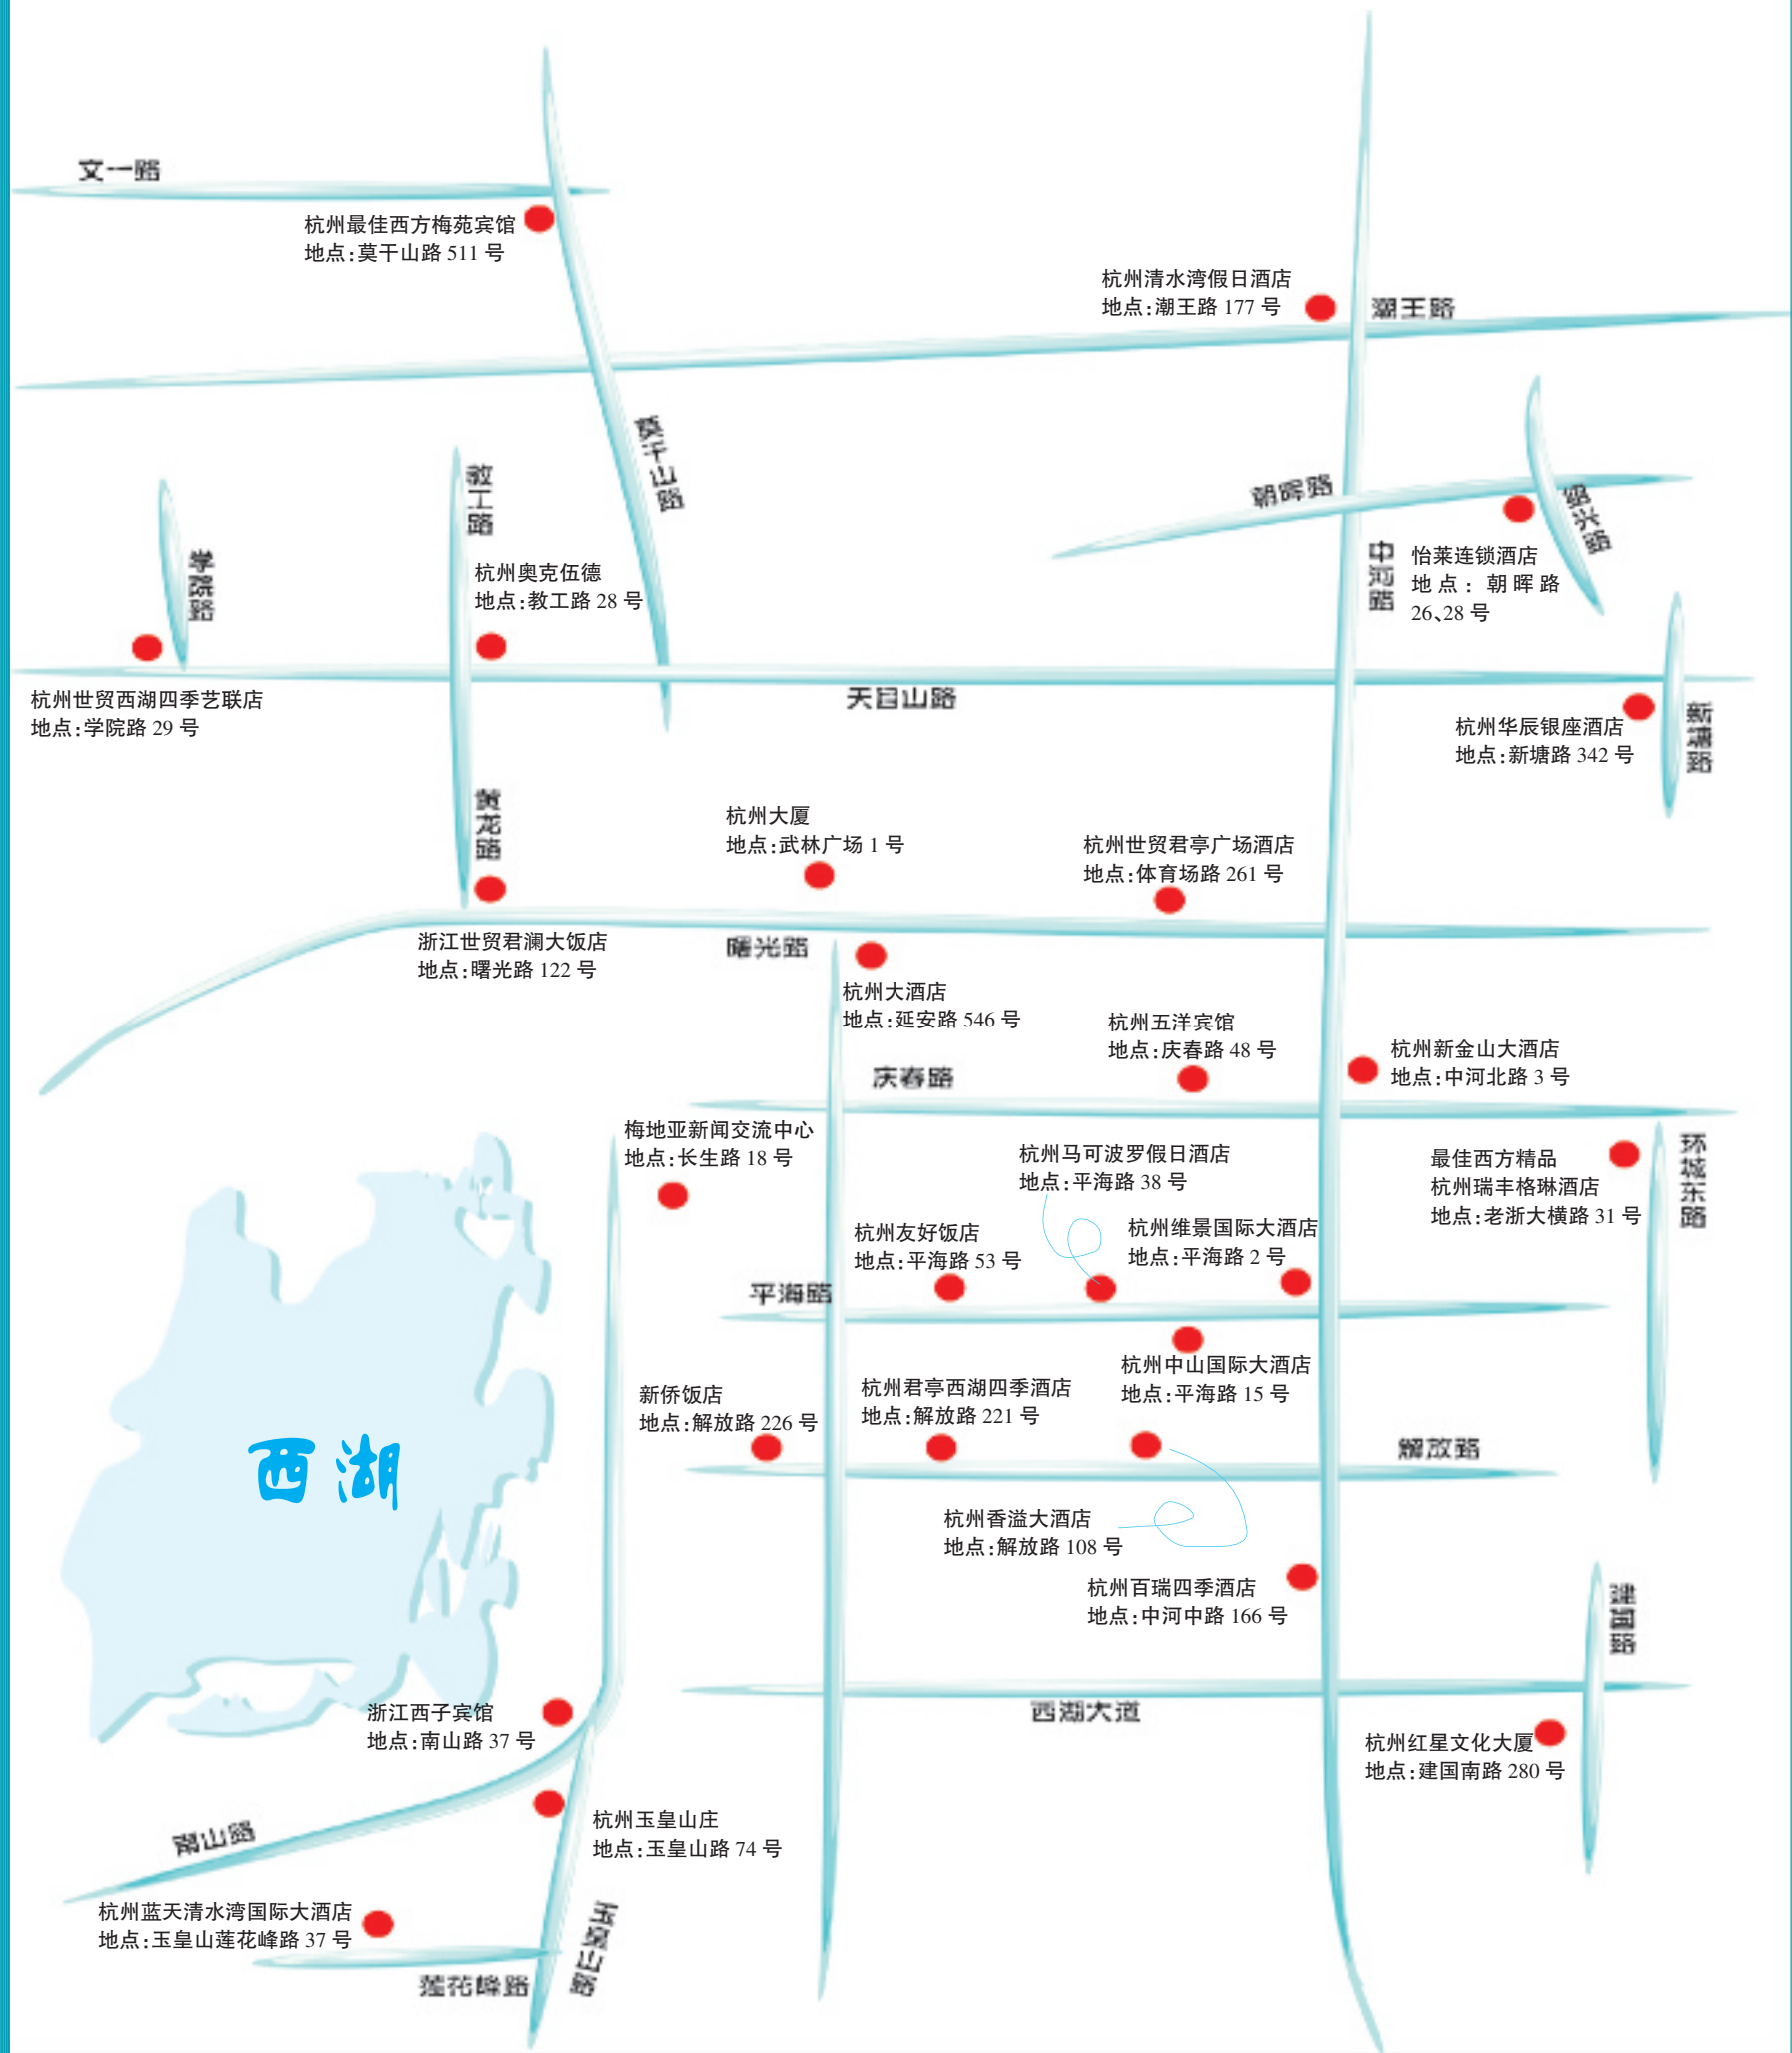 文一路
杭州最佳西方梅苑宾馆
地点:莫干山路 511 号
杭州清水湾假日酒店
地点:潮王路 177 号
潮王路
莫干山路
教工路
朝晖路
绍兴路
学院路
中河路
杭州奥克伍德
地点:教工路 28 号
怡莱连锁酒店
地点:朝晖路
26、28 号
杭州世贸西湖四季艺联店
地点:学院路 29 号
天目山路
新塘路
杭州华辰银座酒店
地点:新塘路 342 号
黄龙路
杭州大厦
地点:武林广场 1 号
杭州世贸君亭广场酒店
地点:体育场路 261 号
浙江世贸君澜大饭店
地点:曙光路 122 号
曙光路
杭州大酒店
地点:延安路 546 号
杭州五洋宾馆
地点:庆春路 48 号
杭州新金山大酒店
地点:中河北路 3 号
庆春路
梅地亚新闻交流中心
地点:长生路 18 号
杭州马可波罗假日酒店
地点:平海路 38 号
最佳西方精品
杭州瑞丰格琳酒店
地点:老浙大横路 31 号
环城东路
杭州友好饭店
地点:平海路 53 号
杭州维景国际大酒店
地点:平海路 2 号
平海路
杭州中山国际大酒店
地点:平海路 15 号
新侨饭店
地点:解放路 226 号
杭州君亭西湖四季酒店
地点:解放路 221 号
解放路
西湖
杭州香溢大酒店
地点:解放路 108 号
杭州百瑞四季酒店
地点:中河中路 166 号
建国路
浙江西子宾馆
地点:南山路 37 号
西湖大道
杭州红星文化大厦
地点:建国南路 280 号
南山路
杭州玉皇山庄
地点:玉皇山路 74 号
杭州蓝天清水湾国际大酒店
地点:玉皇山莲花峰路 37 号
玉皇山路
莲花峰路